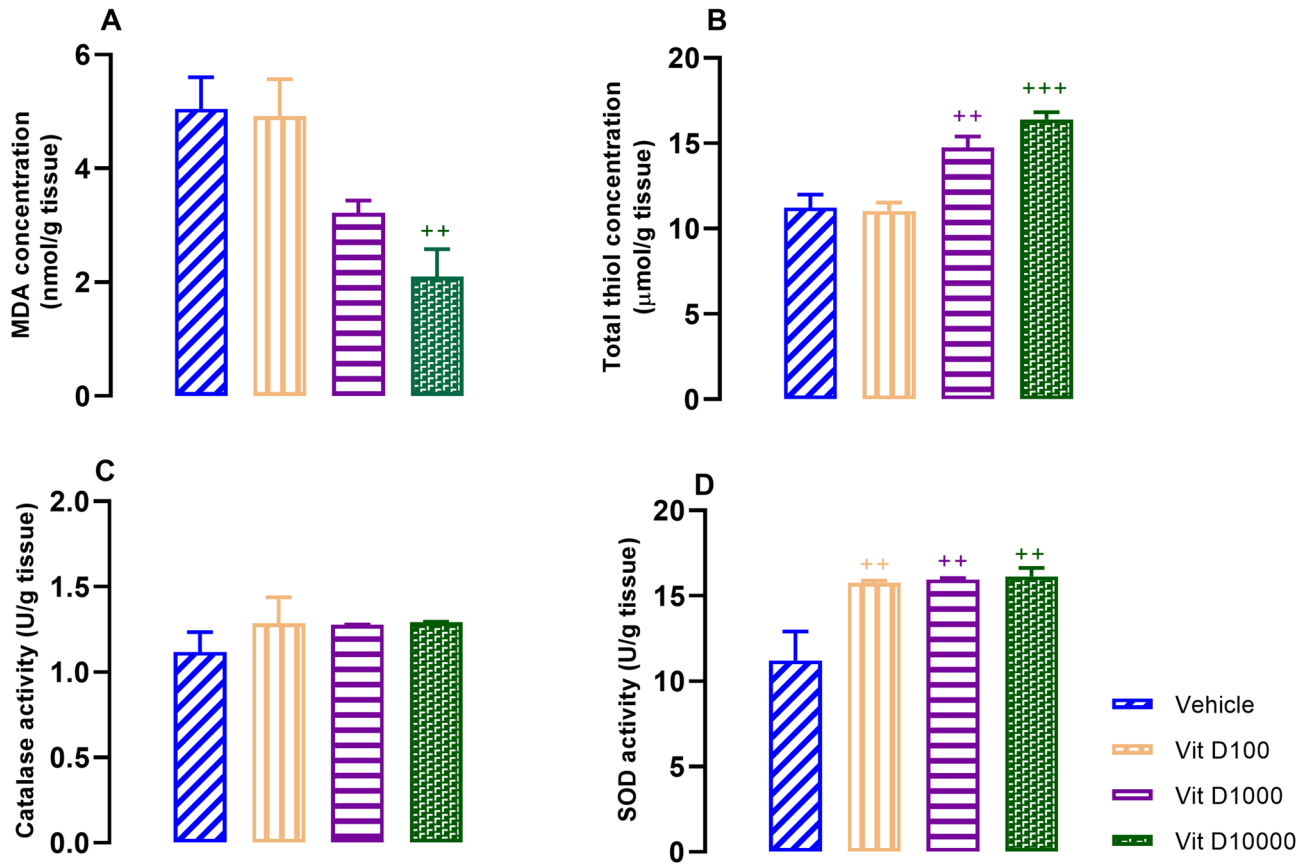 A
MDA concentration
(nmol/g tissue)
6
4
2
0
++
B
Total thiol concentration
(μmol/g tissue)
20
15
10
5
0
++
+++
C
Catalase activity (U/g tissue)
2.0
1.5
1.0
0.5
0.0
D
SOD activity (U/g tissue)
20
15
10
5
0
++
++
++
Vehicle
Vit D100
Vit D1000
Vit D10000